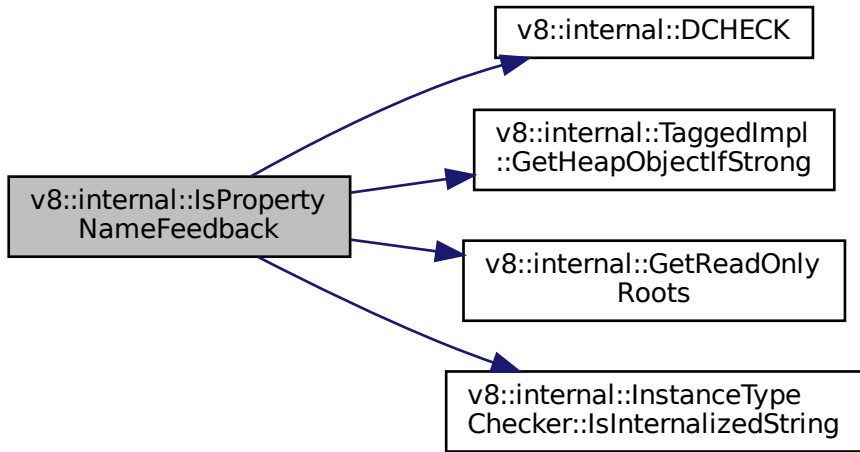 v8::internal::DCHECK
v8::internal::TaggedImpl
::GetHeapObjectIfStrong
v8::internal::IsProperty
NameFeedback
v8::internal::GetReadOnly
Roots
v8::internal::InstanceType
Checker::IsInternalizedString